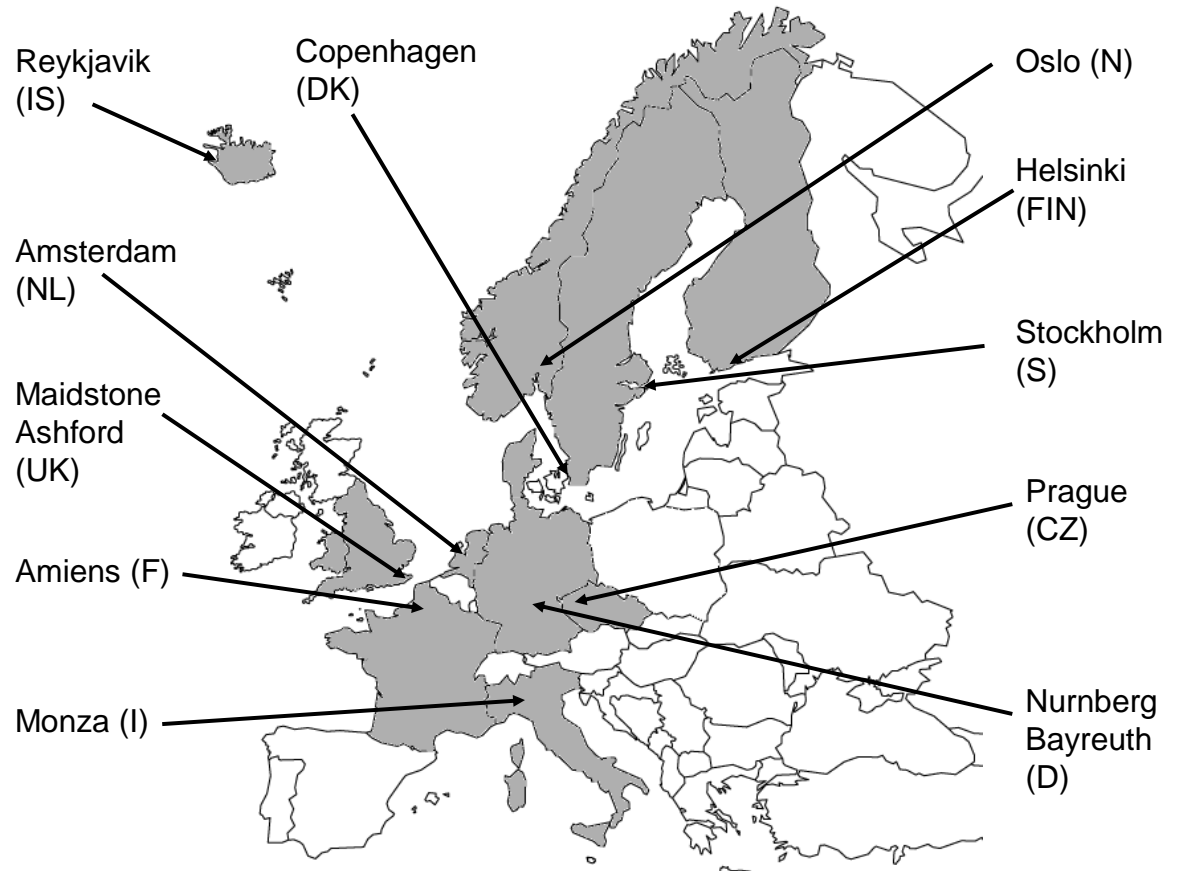 Reykjavik
(IS)
Copenhagen
(DK)
Oslo (N)
Helsinki
(FIN)
Amsterdam
(NL)
Stockholm
(S)
Maidstone
Ashford
(UK)
Prague
(CZ)
Amiens (F)
Monza (I)
Nurnberg
Bayreuth
(D)